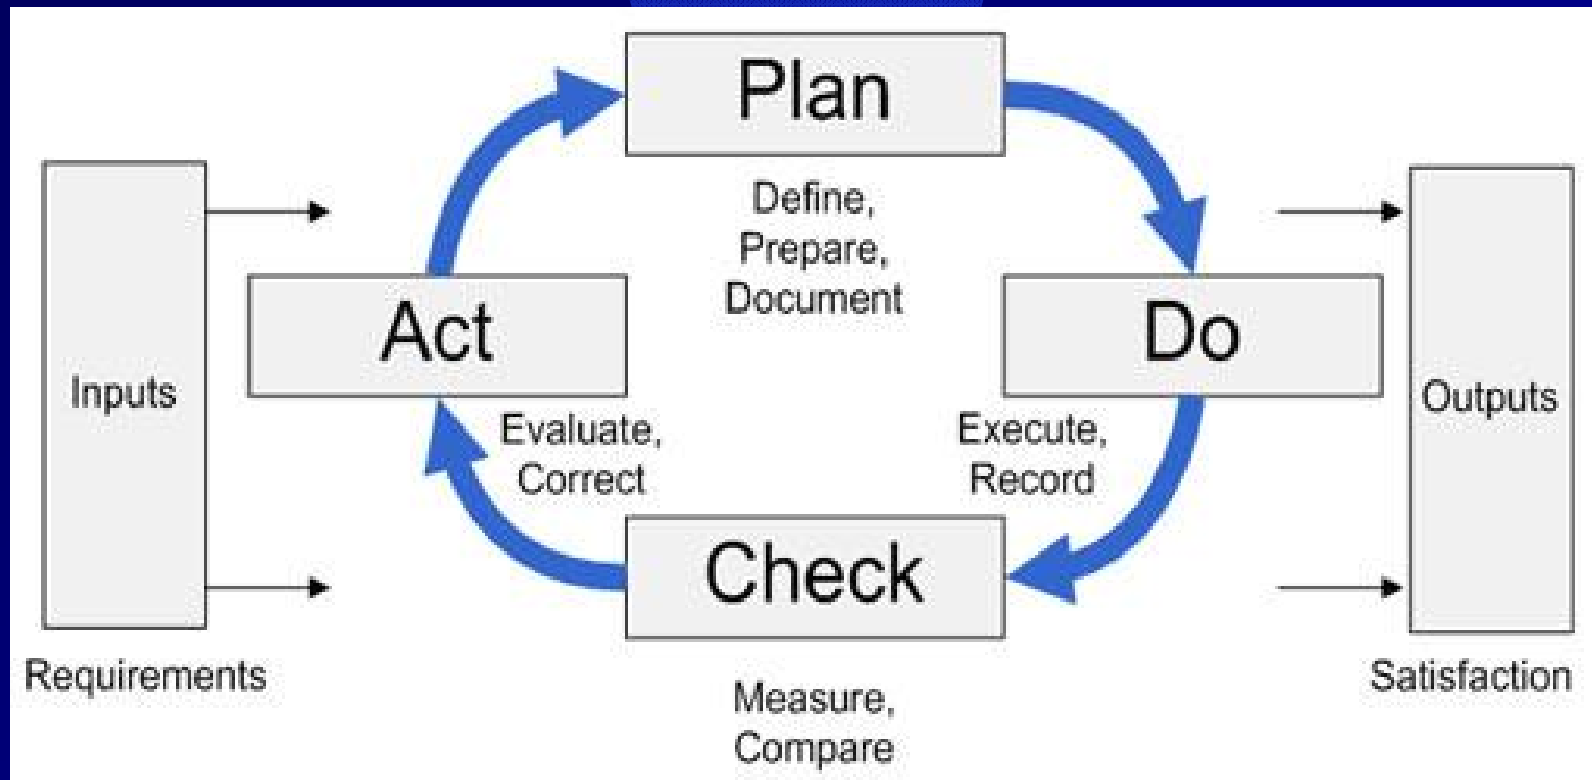 Plan
Define,
Prepare,
Document
Inputs
Act
Do
Outputs
Evaluate,
Correct
Execute,
Record
Check
Requirements
Satisfaction
Measure,
Compare